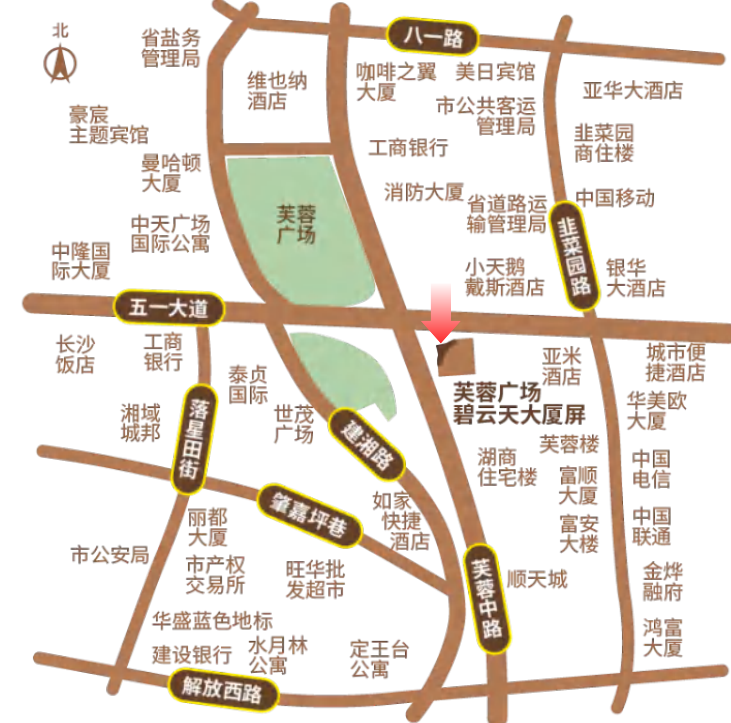 北
省盐务
管理局
八一路
维也纳
酒店
咖啡之翼
大厦
美日宾馆
亚华大酒店
豪宸
主题宾馆
市公共客运
管理局
韭菜园
商住楼
工商银行
曼哈顿
大厦
消防大厦
省道路运
输管理局
中国移动
芙蓉
广场
中天广场
国际公寓
韭菜园路
中隆国
际大厦
小天鹅
戴斯酒店
银华
大酒店
五一大道
长沙
饭店
工商
银行
亚米
酒店
城市便
捷酒店
泰贞
国际
芙蓉广场
碧云天大厦屏
华美欧
大厦
湘域
城邦
落星田街
世茂
广场
建湘路
芙蓉楼
湖商
住宅楼
中国
电信
富顺
大厦
肇嘉坪巷
如家
快捷
酒店
丽都
大厦
富安
大楼
中国
联通
市公安局
市产权
交易所
旺华批
发超市
芙蓉中路
顺天城
金烨
融府
华盛蓝色地标
鸿富
大厦
建设银行
水月林
公寓
定王台
公寓
解放西路